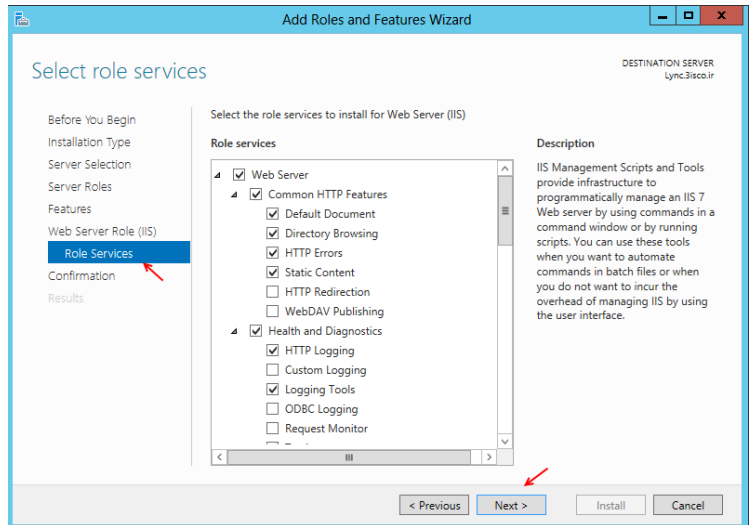 Add Roles and Features Wizard
Select role services
DESTINATION SERVER
Lync.3isco.ir
Before You Begin
Installation Type
Server Selection
Server Roles
Features
Web Server Role (IIS)
Role Services
Confirmation
Results
Select the role services to install for Web Server (IIS)
Role services
Web Server
Common HTTP Features
Default Document
Directory Browsing
HTTP Errors
Static Content
HTTP Redirection
WebDAV Publishing
Health and Diagnostics
HTTP Logging
Custom Logging
Logging Tools
ODBC Logging
Request Monitor
Description
IIS Management Scripts and Tools
provide infrastructure to
programmatically manage an IIS 7
Web server by using commands in a
command window or by running
scripts. You can use these tools
when you want to automate
commands in batch files or when
you do not want to incur the
overhead of managing IIS by using
the user interface.
< Previous
Next >
Install
Cancel